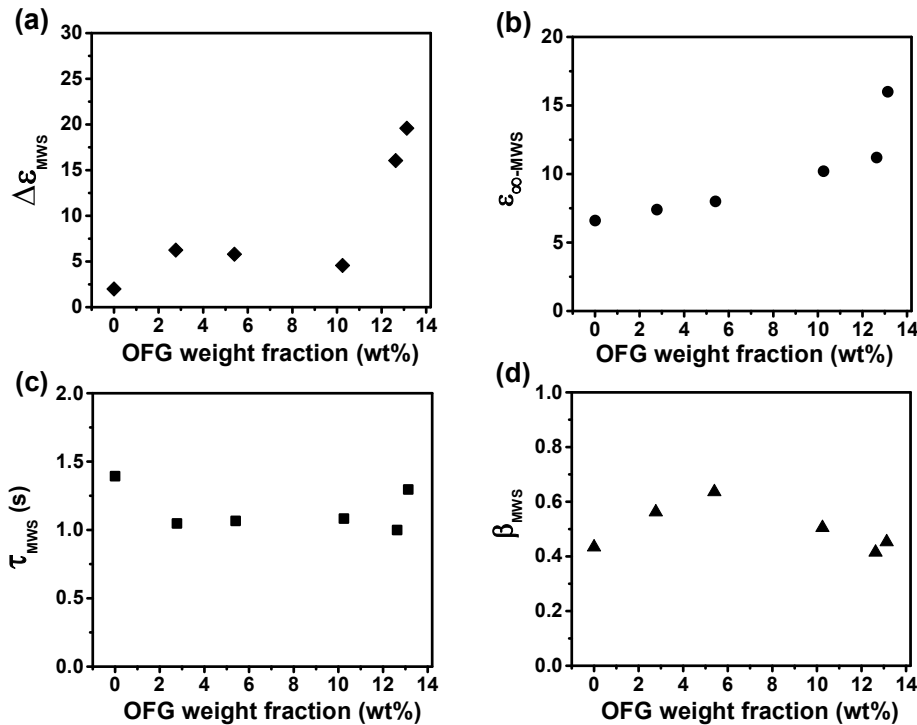 (a)
30
25
20
15
10
5
0
Δε_MWS
0 2 4 6 8 10 12 14
OFG weight fraction (wt%)
(b)
20
15
10
5
0
ε_∞-MWS
0 2 4 6 8 10 12 14
OFG weight fraction (wt%)
(c)
2.0
1.5
1.0
0.5
0.0
τ_MWS (s)
0 2 4 6 8 10 12 14
OFG weight fraction (wt%)
(d)
1.0
0.8
0.6
0.4
0.2
0.0
β_MWS
0 2 4 6 8 10 12 14
OFG weight fraction (wt%)